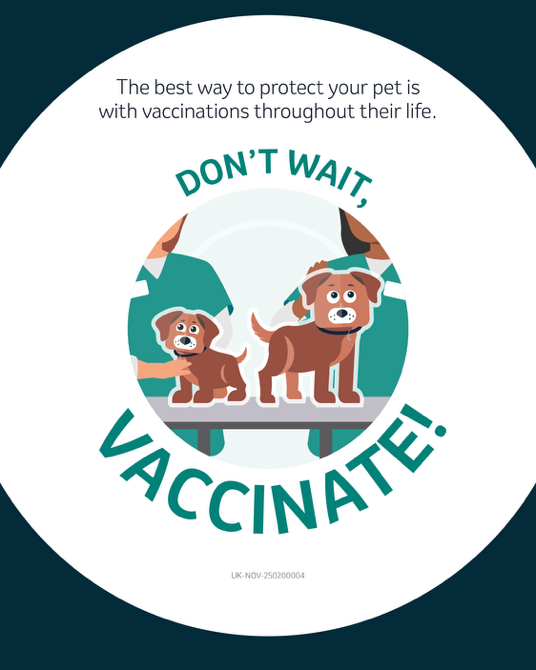 The best way to protect your pet is
with vaccinations throughout their life.
DON'T WAIT,
VACCINATE!
UK-NOV-250200004